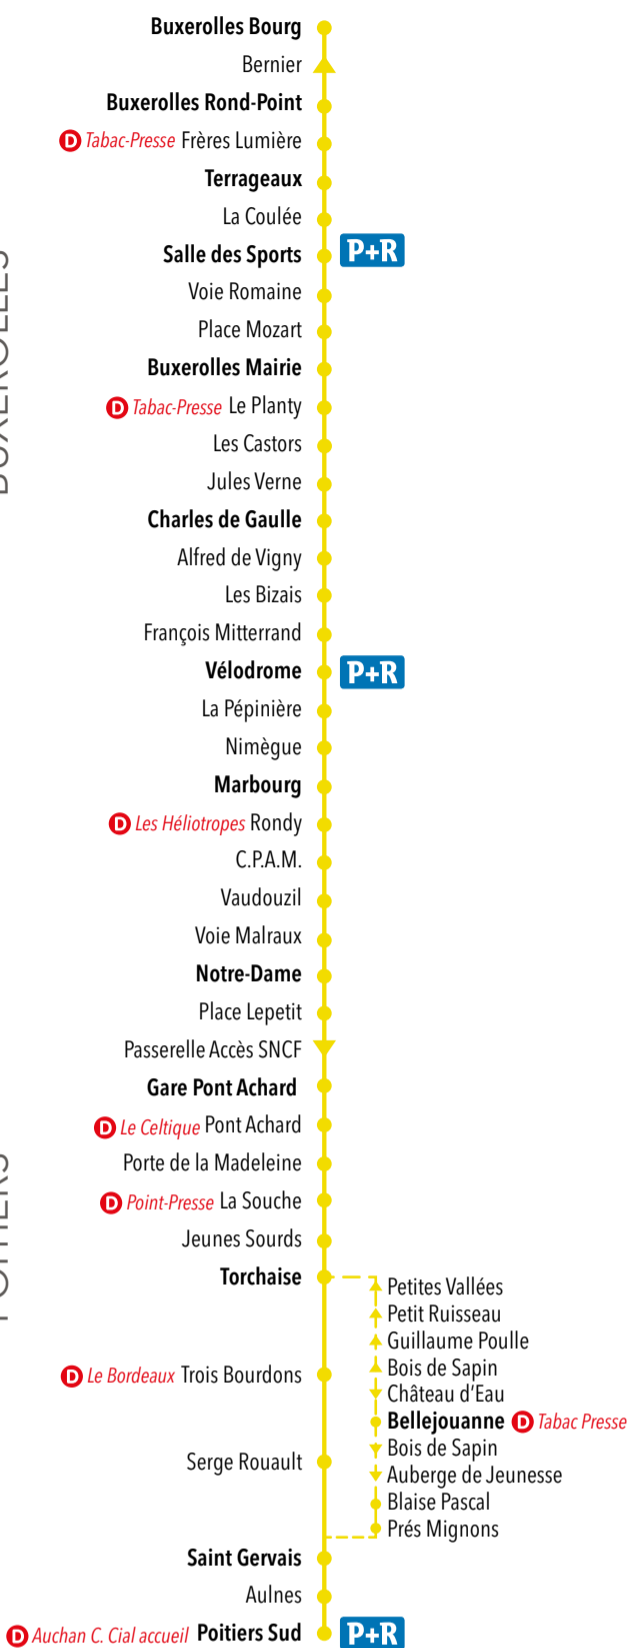 Buxerolles Bourg
Bernier
Buxerolles Rond-Point
D Tabac-Presse Frères Lumière
Terrageaux
La Coulée
Salle des Sports P+R
Voie Romaine
Place Mozart
Buxerolles Mairie
D Tabac-Presse Le Planty
Les Castors
Jules Verne
Charles de Gaulle
Alfred de Vigny
Les Bizais
François Mitterrand
Vélodrome P+R
La Pépinière
Nimègue
Marbourg
D Les Héliotropes Rondy
C.P.A.M.
Vaudouzil
Voie Malraux
Notre-Dame
Place Lepetit
Passerelle Accès SNCF
Gare Pont Achard
D Le Celtique Pont Achard
Porte de la Madeleine
D Point-Presse La Souche
Jeunes Sourds
Torchaise
Petites Vallées
Petit Ruisseau
Guillaume Poulle
Bois de Sapin
D Le Bordeaux Trois Bourdons
Château d'Eau
Bellejouanne D Tabac Presse
Bois de Sapin
Serge Rouault
Auberge de Jeunesse
Blaise Pascal
Prés Mignons
Saint Gervais
Aulnes
D Auchan C. Cial accueil Poitiers Sud P+R